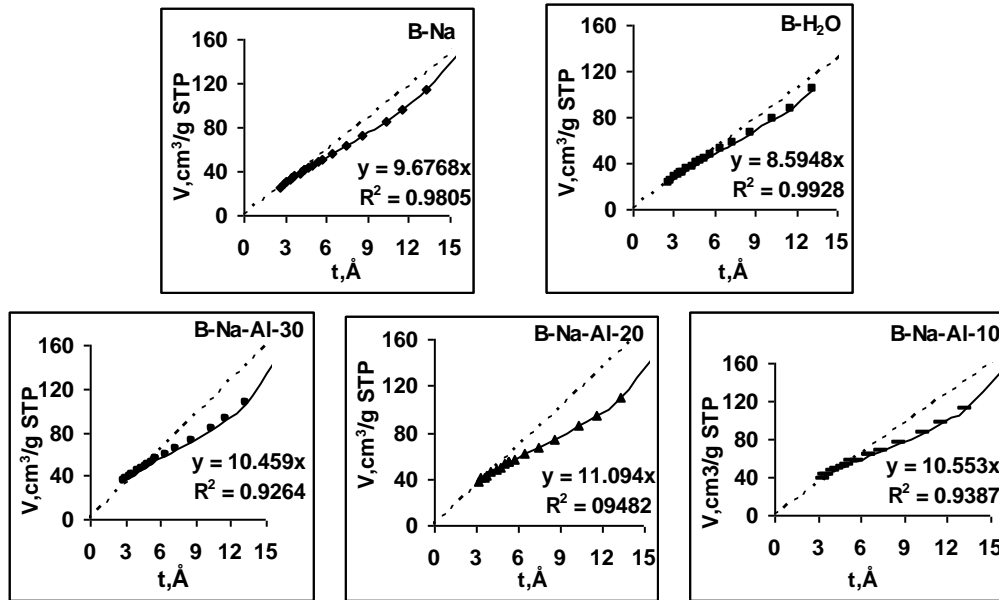 B-Na
V,cm³/g STP
160
120
80
40
0
y = 9.6768x
R² = 0.9805
0 3 6 9 12 15
t,Å
B-H₂O
V,cm³/g STP
160
120
80
40
0
y = 8.5948x
R² = 0.9928
0 3 6 9 12 15
t,Å
B-Na-Al-30
V,cm³/g STP
160
120
80
40
0
y = 10.459x
R² = 0.9264
0 3 6 9 12 15
t,Å
B-Na-Al-20
V,cm³/g STP
160
120
80
40
0
y = 11.094x
R² = 09482
0 3 6 9 12 15
t,Å
B-Na-Al-10
V,cm3/g STP
160
120
80
40
0
y = 10.553x
R² = 0.9387
0 3 6 9 12 15
t,Å